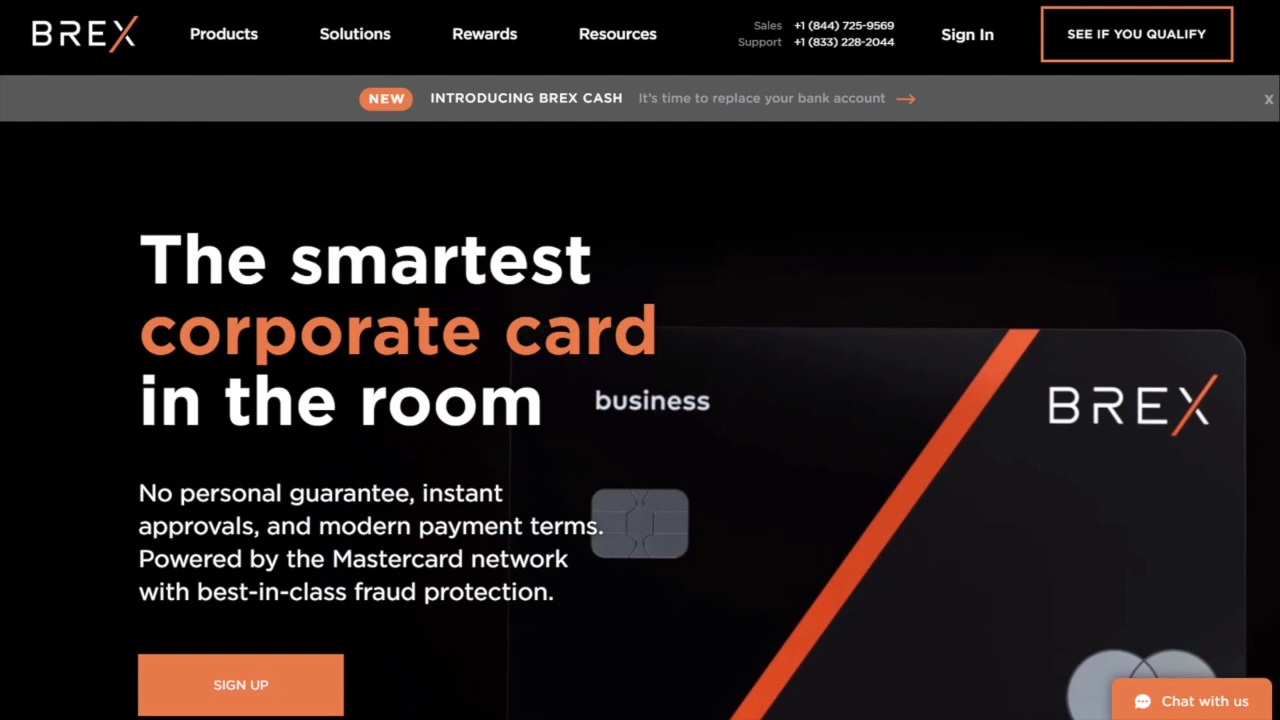 BREX
Products
Solutions
Rewards
Resources
Sales +1 (844) 725-9569
Support +1 (833) 228-2044
Sign In
SEE IF YOU QUALIFY
NEW INTRODUCING BREX CASH It's time to replace your bank account
x
The smartest
corporate card
in the room
business
BREX
No personal guarantee, instant
approvals, and modern payment terms.
Powered by the Mastercard network
with best-in-class fraud protection.
SIGN UP
Chat with us